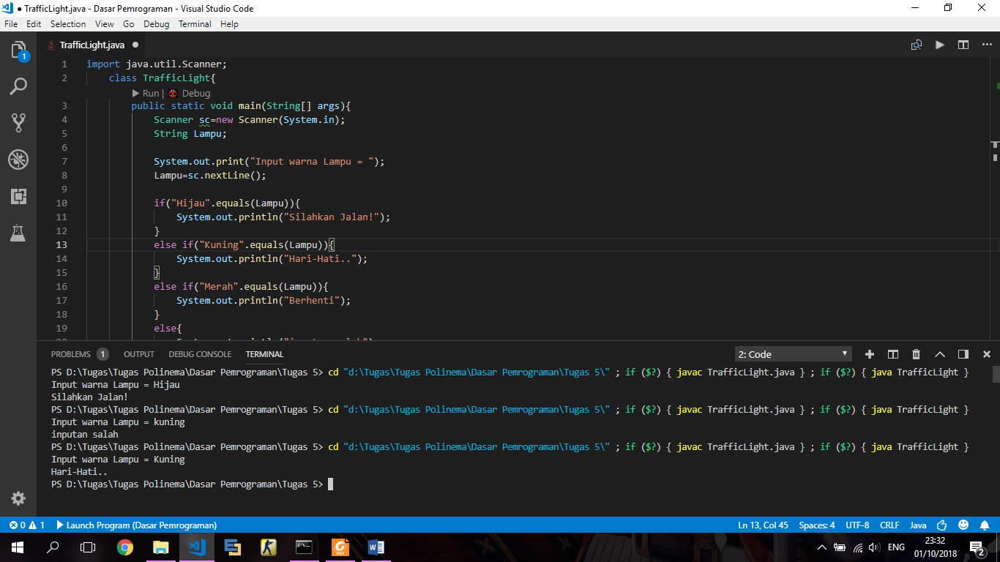 ● TrafficLight.java - Dasar Pemrograman - Visual Studio Code
File Edit Selection View Go Debug Terminal Help
1
TrafficLight.java ●
1 import java.util.Scanner;
2 class TrafficLight{
Run | Debug
3 public static void main(String[] args){
4 Scanner sc=new Scanner(System.in);
5 String Lampu;
6
7 System.out.print("Input warna Lampu = ");
8 Lampu=sc.nextLine();
9
10 if("Hijau".equals(Lampu)){
11 System.out.println("Silahkan Jalan!");
12 }
13 else if("Kuning".equals(Lampu)){
14 System.out.println("Hari-Hati..");
15 }
16 else if("Merah".equals(Lampu)){
17 System.out.println("Berhenti");
18 }
19 else{
PROBLEMS 1 OUTPUT DEBUG CONSOLE TERMINAL 2: Code
PS D:\Tugas\Tugas Polinema\Dasar Pemrograman\Tugas 5> cd "d:\Tugas\Tugas Polinema\Dasar Pemrograman\Tugas 5\" ; if ($?) { javac TrafficLight.java } ; if ($?) { java TrafficLight }
Input warna Lampu = Hijau
Silahkan Jalan!
PS D:\Tugas\Tugas Polinema\Dasar Pemrograman\Tugas 5> cd "d:\Tugas\Tugas Polinema\Dasar Pemrograman\Tugas 5\" ; if ($?) { javac TrafficLight.java } ; if ($?) { java TrafficLight }
Input warna Lampu = kuning
inputan salah
PS D:\Tugas\Tugas Polinema\Dasar Pemrograman\Tugas 5> cd "d:\Tugas\Tugas Polinema\Dasar Pemrograman\Tugas 5\" ; if ($?) { javac TrafficLight.java } ; if ($?) { java TrafficLight }
Input warna Lampu = Kuning
Hari-Hati..
PS D:\Tugas\Tugas Polinema\Dasar Pemrograman\Tugas 5>
0 1 Launch Program (Dasar Pemrograman) Ln 13, Col 45 Spaces: 4 UTF-8 CRLF Java
ENG 23:32
01/10/2018 2